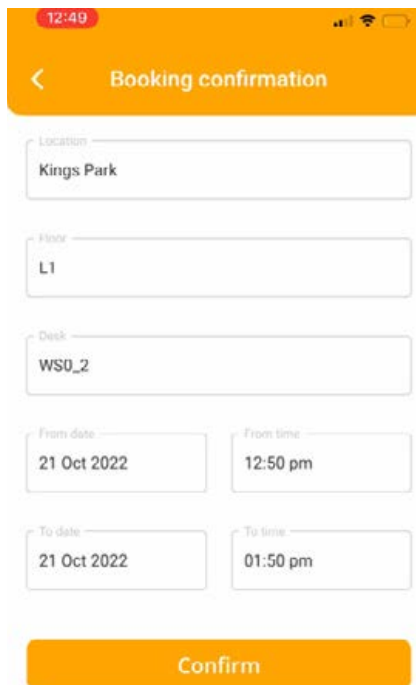 12:49
Booking confirmation
Location
Kings Park
Floor
L1
Desk
WS0_2
From date
From time
21 Oct 2022
12:50 pm
To date
To time
21 Oct 2022
01:50 pm
Confirm